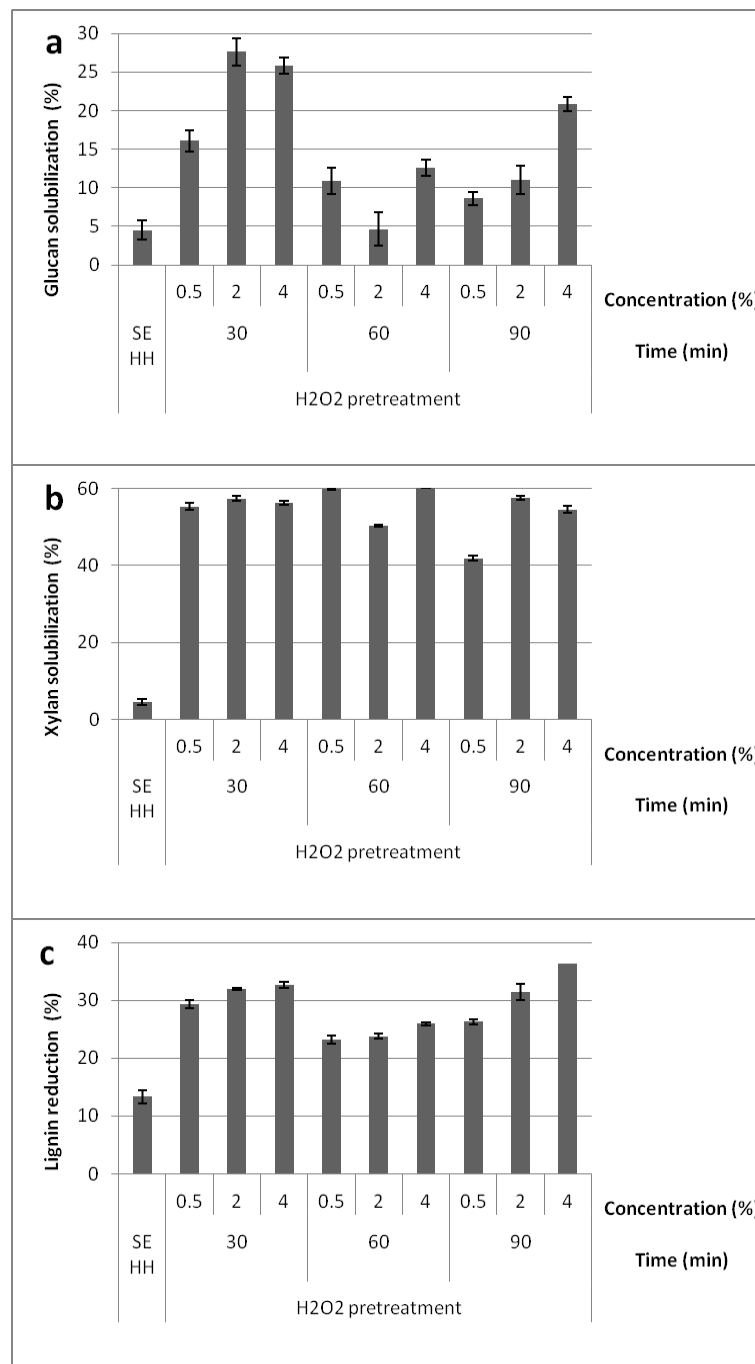 a
Glucan solubilization (%)
30
25
20
15
10
5
0
0.5 2 4 0.5 2 4 0.5 2 4
Concentration (%)
SE
HH
30 60 90
Time (min)
H2O2 pretreatment
b
Xylan solubilization (%)
60
40
20
0
0.5 2 4 0.5 2 4 0.5 2 4
Concentration (%)
SE
HH
30 60 90
Time (min)
H2O2 pretreatment
c
Lignin reduction (%)
40
30
20
10
0
0.5 2 4 0.5 2 4 0.5 2 4
Concentration (%)
SE
HH
30 60 90
Time (min)
H2O2 pretreatment